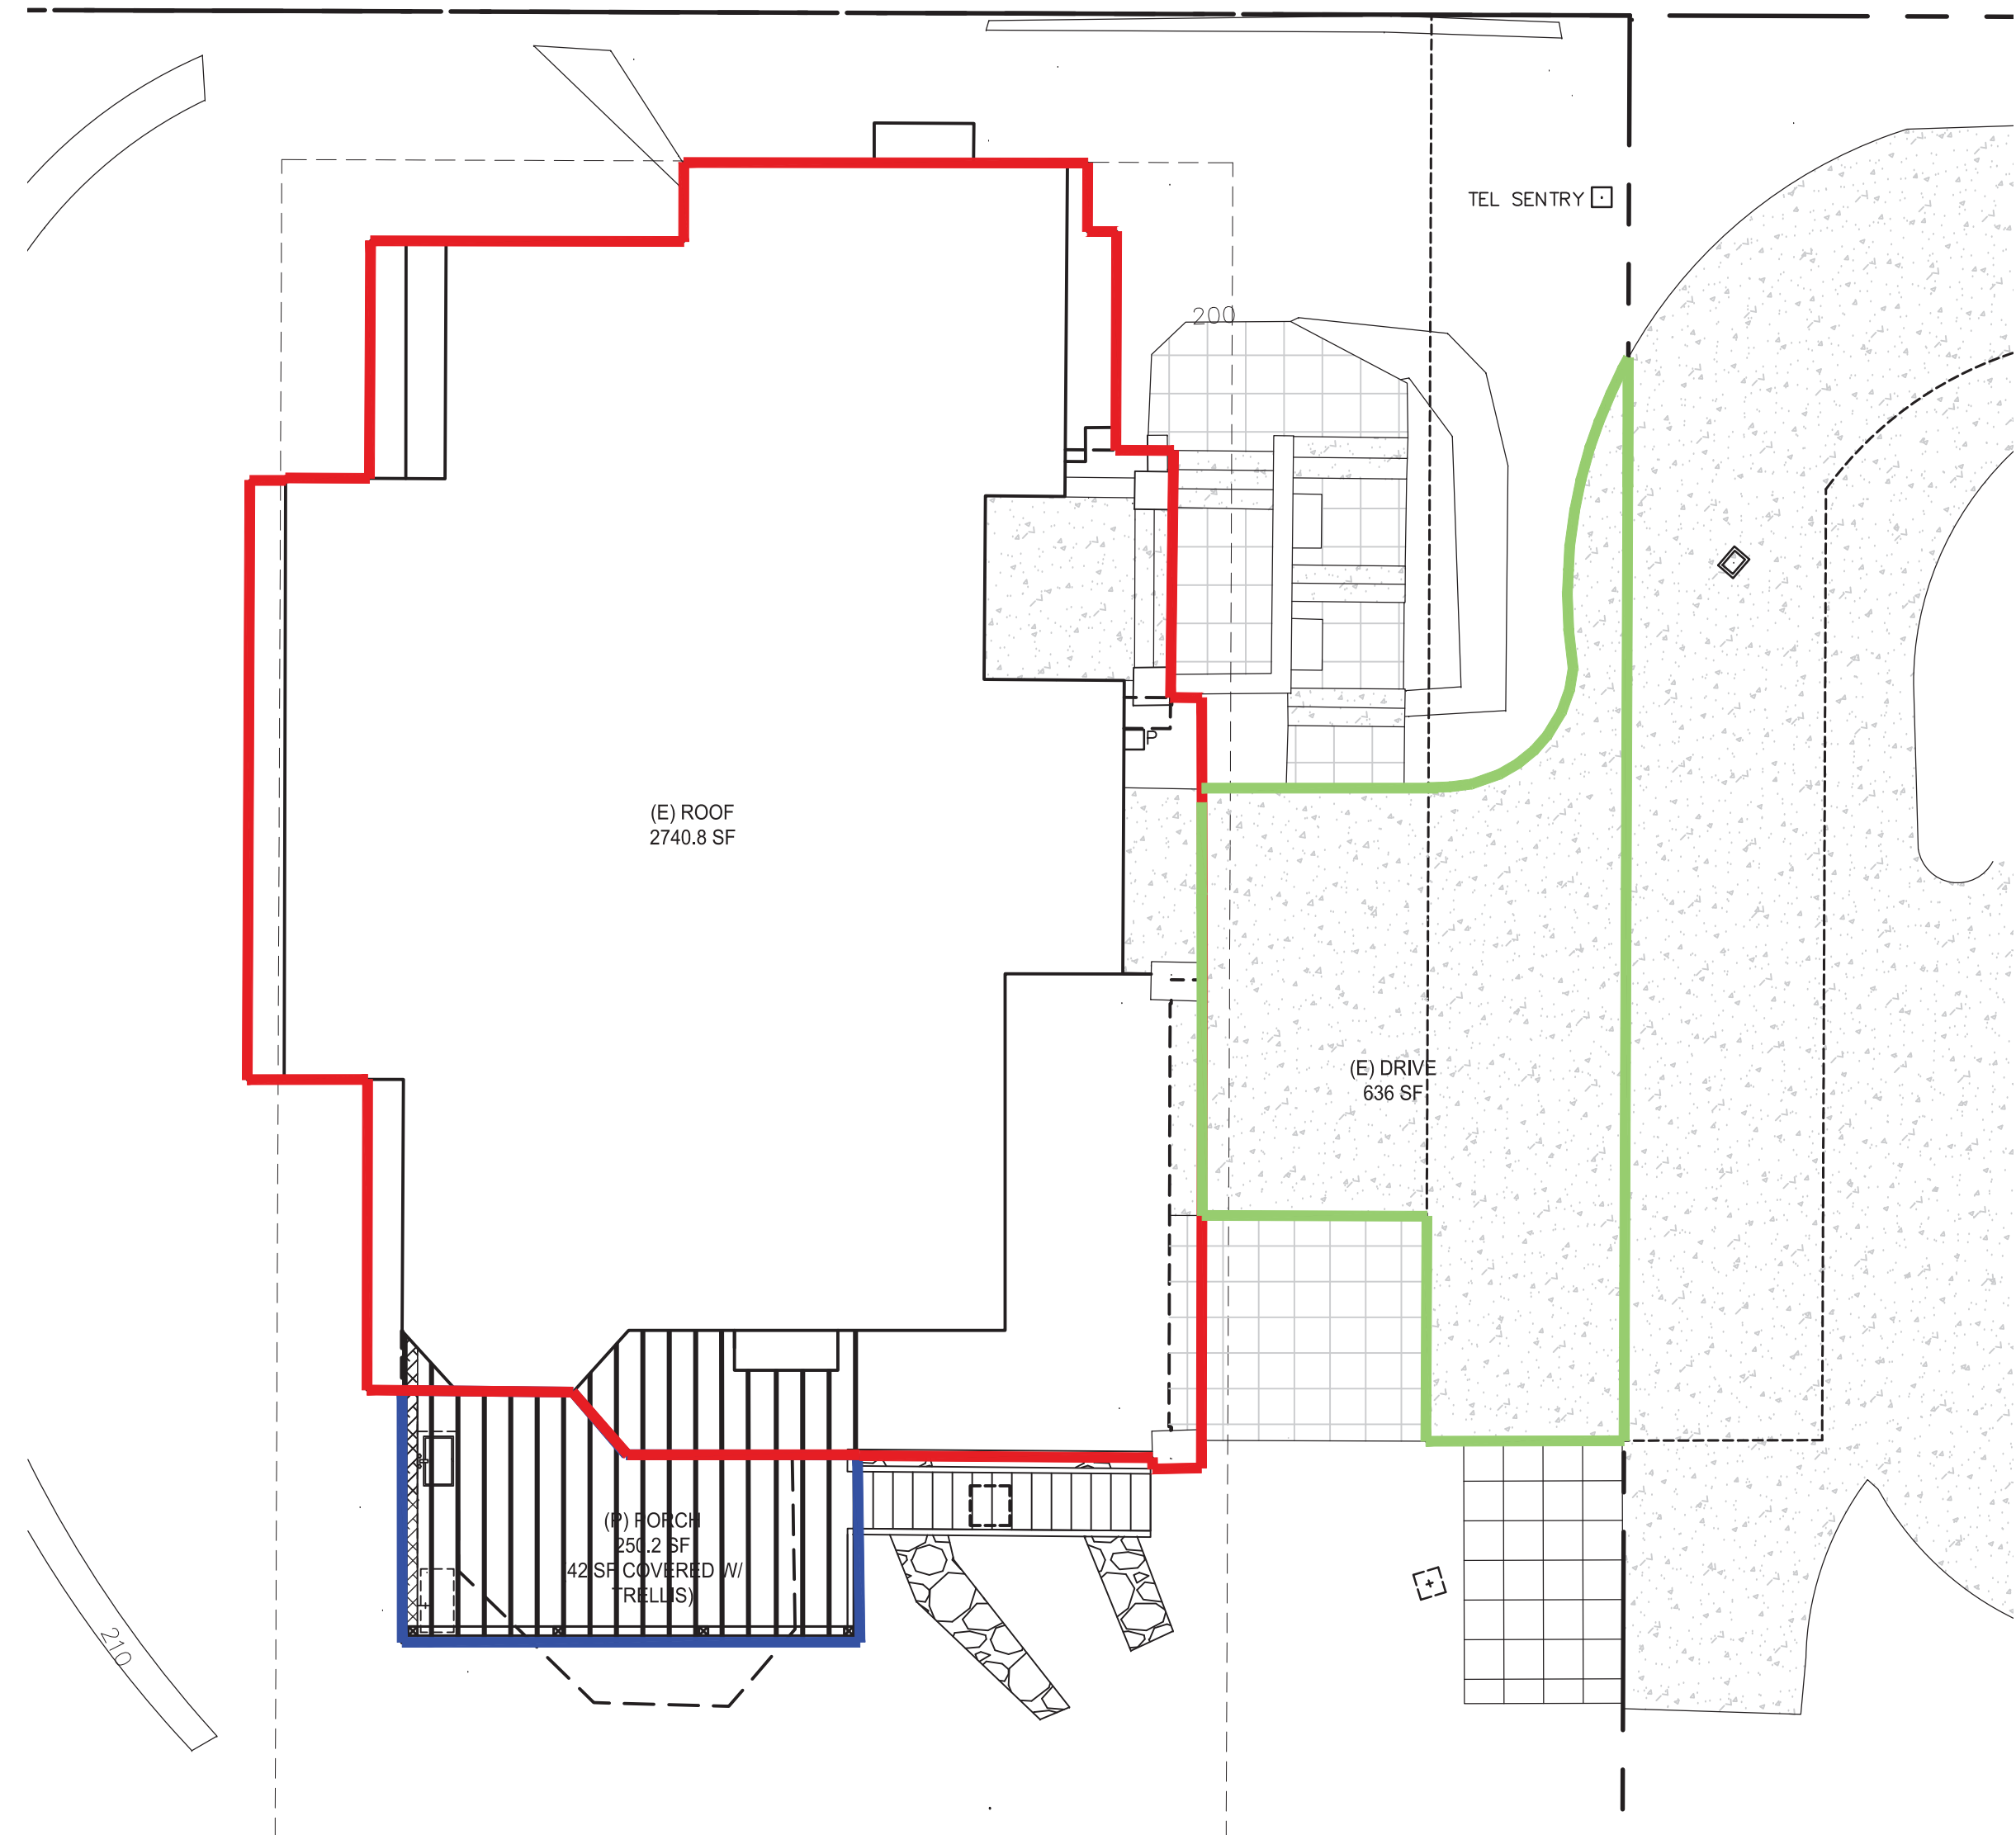 TEL SENTRY
200
P
(E) ROOF
2740.8 SF
(E) DRIVE
636 SF
(P) PORCH
250.2 SF
42 SF COVERED W/
TRELLIS)
210